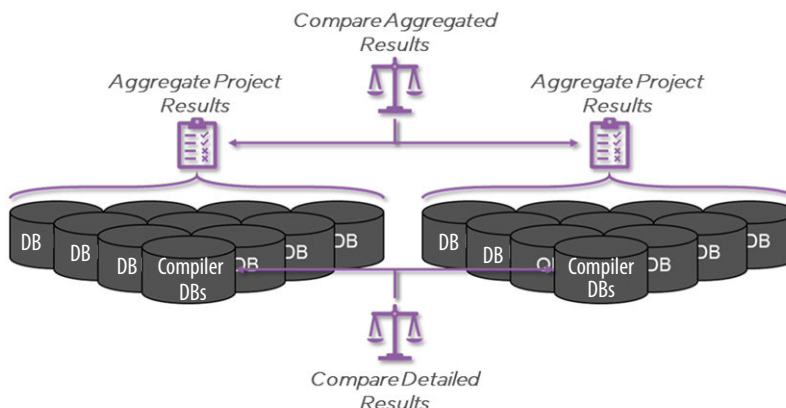 Compare Aggregated
Results
Aggregate Project
Results
Aggregate Project
Results
DB
DB
DB
Compiler
DBs
DB
DB
DB
DB
DB
Compiler
DBs
DB
DB
DB
Compare Detailed
Results